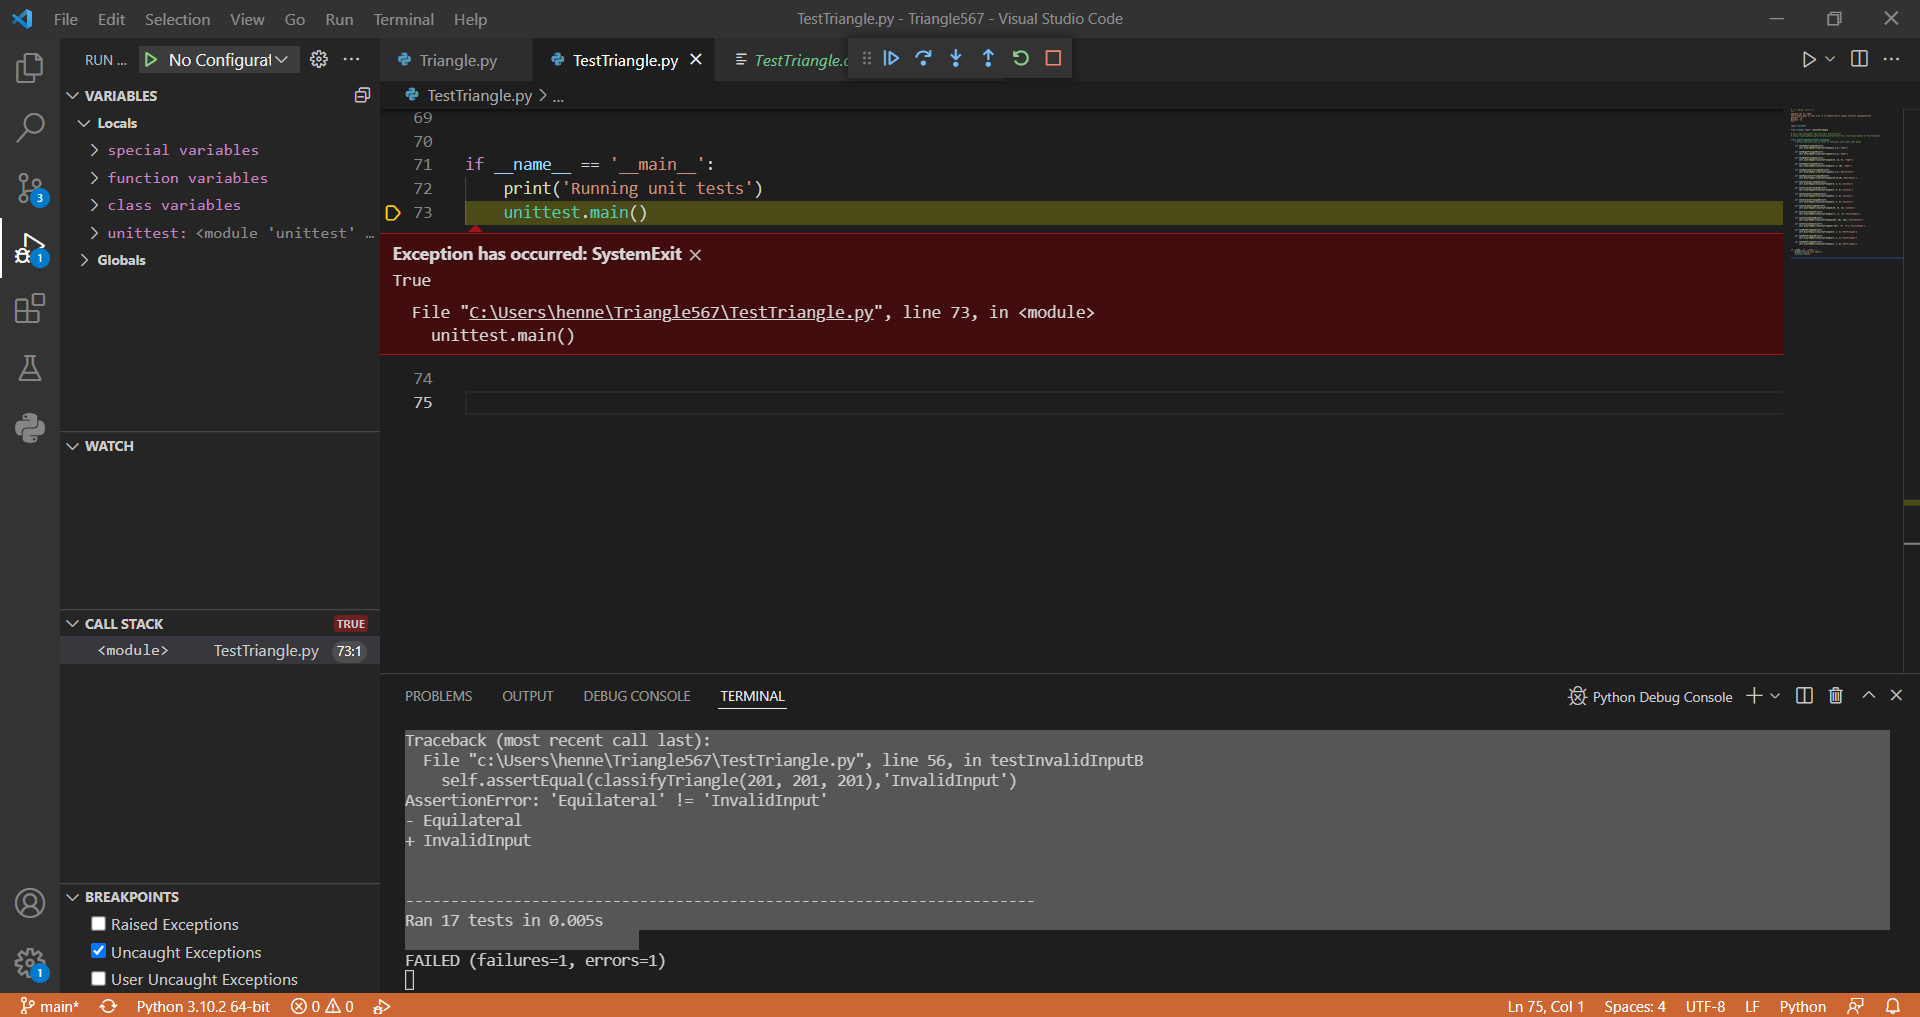 File Edit Selection View Go Run Terminal Help
TestTriangle.py - Triangle567 - Visual Studio Code
RUN ... No Configurat
Triangle.py
TestTriangle.py
TestTriangle.
TestTriangle.py > ...
VARIABLES
Locals
special variables
function variables
class variables
unittest: <module 'unittest' …
Globals
WATCH
CALL STACK TRUE
<module> TestTriangle.py 73:1
BREAKPOINTS
Raised Exceptions
Uncaught Exceptions
User Uncaught Exceptions
3
1
1
69
70
71 if __name__ == '__main__':
72 print('Running unit tests')
73 unittest.main()
Exception has occurred: SystemExit
True
File "C:\Users\henne\Triangle567\TestTriangle.py", line 73, in <module>
unittest.main()
74
75
PROBLEMS OUTPUT DEBUG CONSOLE TERMINAL
Python Debug Console
Traceback (most recent call last):
File "c:\Users\henne\Triangle567\TestTriangle.py", line 56, in testInvalidInputB
self.assertEqual(classifyTriangle(201, 201, 201),'InvalidInput')
AssertionError: 'Equilateral' != 'InvalidInput'
- Equilateral
+ InvalidInput
----------------------------------------------------------------------
Ran 17 tests in 0.005s
FAILED (failures=1, errors=1)
main* Python 3.10.2 64-bit 0 0
Ln 75, Col 1 Spaces: 4 UTF-8 LF Python